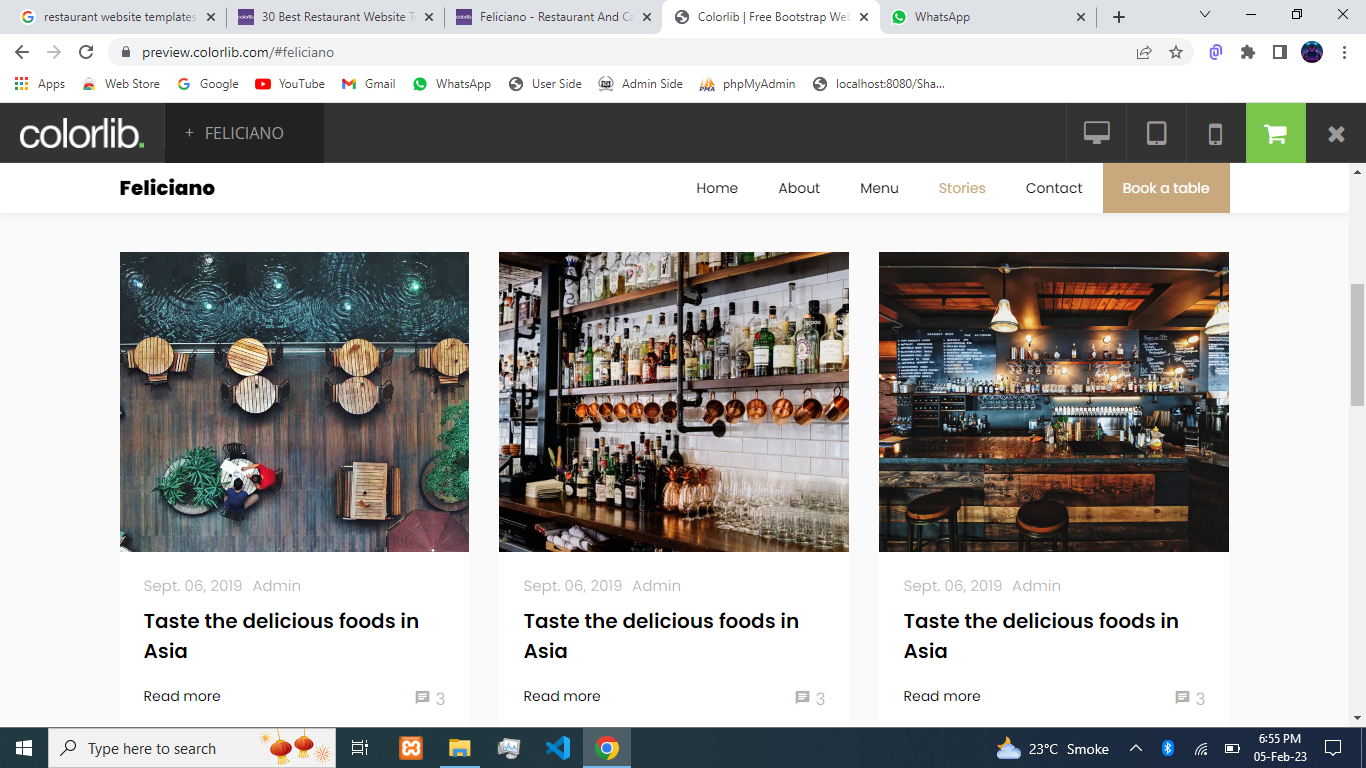 restaurant website templates
30 Best Restaurant Website T
Feliciano - Restaurant And Ca
Colorlib | Free Bootstrap Web
WhatsApp
preview.colorlib.com/#feliciano
Apps
Web Store
Google
YouTube
Gmail
WhatsApp
User Side
Admin Side
phpMyAdmin
localhost:8080/Sha...
colorlib.
+ FELICIANO
Feliciano
Home
About
Menu
Stories
Contact
Book a table
Sept. 06, 2019 Admin
Taste the delicious foods in
Asia
Read more
3
Sept. 06, 2019 Admin
Taste the delicious foods in
Asia
Read more
3
Sept. 06, 2019 Admin
Taste the delicious foods in
Asia
Read more
3
Type here to search
23°C Smoke
6:55 PM
05-Feb-23